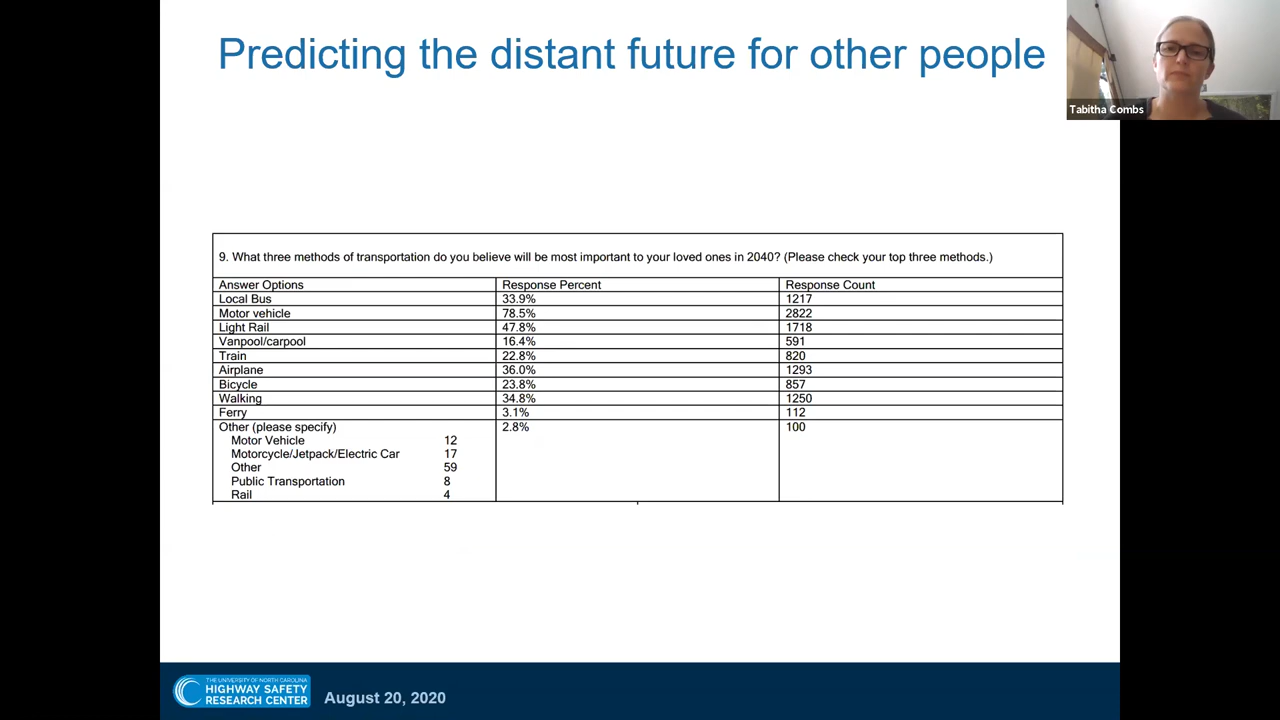 Predicting the distant future for other people
Tabitha Combs
9. What three methods of transportation do you believe will be most important to your loved ones in 2040? (Please check your top three methods.)
Answer Options Response Percent Response Count
Local Bus 33.9% 1217
Motor vehicle 78.5% 2822
Light Rail 47.8% 1718
Vanpool/carpool 16.4% 591
Train 22.8% 820
Airplane 36.0% 1293
Bicycle 23.8% 857
Walking 34.8% 1250
Ferry 3.1% 112
Other (please specify) 2.8% 100
Motor Vehicle 12
Motorcycle/Jetpack/Electric Car 17
Other 59
Public Transportation 8
Rail 4
THE UNIVERSITY OF NORTH CAROLINA
HIGHWAY SAFETY
RESEARCH CENTER
August 20, 2020